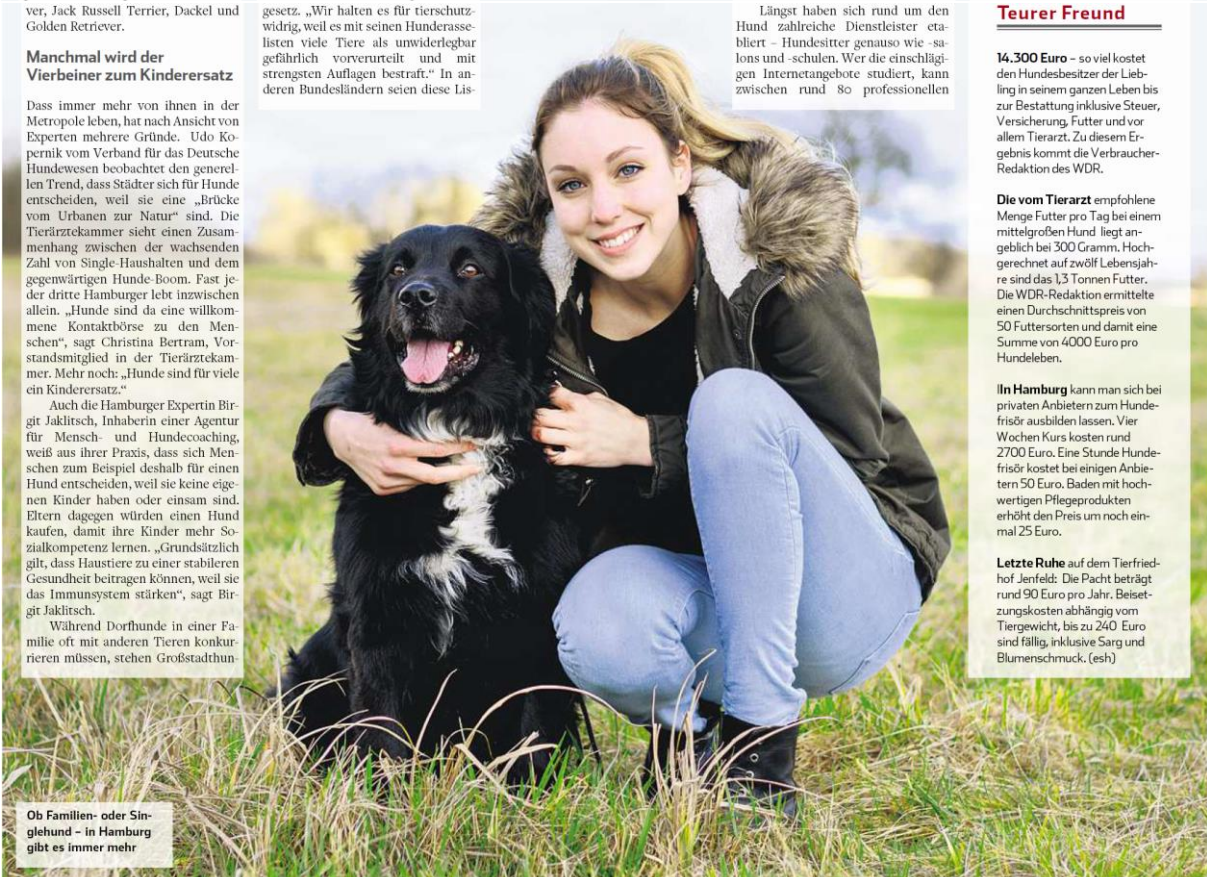 ver, Jack Russell Terrier, Dackel und
Golden Retriever.
Manchmal wird der
Vierbeiner zum Kinderersatz
Dass immer mehr von ihnen in der
Metropole leben, hat nach Ansicht von
Experten mehrere Gründe. Udo Ko-
pernik vom Verband für das Deutsche
Hundewesen beobachtet den generel-
len Trend, dass Städter sich für Hunde
entscheiden, weil sie eine „Brücke
vom Urbanen zur Natur“ sind. Die
Tierärztekammer sieht einen Zusam-
menhang zwischen der wachsenden
Zahl von Single-Haushalten und dem
gegenwärtigen Hunde-Boom. Fast je-
der dritte Hamburger lebt inzwischen
allein. „Hunde sind da eine willkom-
mene Kontaktbörse zu den Men-
schen“, sagt Christina Bertram, Vor-
standsmitglied in der Tierärztekam-
mer. Mehr noch: „Hunde sind für viele
ein Kinderersatz.“
Auch die Hamburger Expertin Bir-
git Jaklitsch, Inhaberin einer Agentur
für Mensch- und Hundecoaching,
weiß aus ihrer Praxis, dass sich Men-
schen zum Beispiel deshalb für einen
Hund entscheiden, weil sie keine eige-
nen Kinder haben oder einsam sind.
Eltern dagegen würden einen Hund
kaufen, damit ihre Kinder mehr So-
zialkompetenz lernen. „Grundsätzlich
gilt, dass Haustiere zu einer stabileren
Gesundheit beitragen können, weil sie
das Immunsystem stärken“, sagt Bir-
git Jaklitsch.
Während Dorfhunde in einer Fa-
milie oft mit anderen Tieren konkur-
rieren müssen, stehen Großstadthun-
gesetz. „Wir halten es für tierschutz-
widrig, weil es mit seinen Hunderasse-
listen viele Tiere als unwiderlegbar
gefährlich vorverurteilt und mit
strengsten Auflagen bestraft.“ In an-
deren Bundesländern seien diese Lis-
Längst haben sich rund um den
Hund zahlreiche Dienstleister eta-
bliert – Hundesitter genauso wie -sa-
lons und -schulen. Wer die einschlägi-
gen Internetangebote studiert, kann
zwischen rund 80 professionellen
Teurer Freund
14.300 Euro – so viel kostet
den Hundesbesitzer der Lieb-
ling in seinem ganzen Leben bis
zur Bestattung inklusive Steuer,
Versicherung, Futter und vor
allem Tierarzt. Zu diesem Er-
gebnis kommt die Verbraucher-
Redaktion des WDR.
Die vom Tierarzt empfohlene
Menge Futter pro Tag bei einem
mittelgroßen Hund liegt an-
geblich bei 300 Gramm. Hoch-
gerechnet auf zwölf Lebensjah-
re sind das 1,3 Tonnen Futter.
Die WDR-Redaktion ermittelte
einen Durchschnittspreis von
50 Futtersorten und damit eine
Summe von 4000 Euro pro
Hundeleben.
In Hamburg kann man sich bei
privaten Anbietern zum Hunde-
frisör ausbilden lassen. Vier
Wochen Kurs kosten rund
2700 Euro. Eine Stunde Hunde-
frisör kostet bei einigen Anbie-
tern 50 Euro. Baden mit hoch-
wertigen Pflegeprodukten
erhöht den Preis um noch ein-
mal 25 Euro.
Letzte Ruhe auf dem Tierfried-
hof Jenfeld: Die Pacht beträgt
rund 90 Euro pro Jahr. Beiset-
zungskosten abhängig vom
Tiergewicht, bis zu 240 Euro
sind fällig, inklusive Sarg und
Blumenschmuck. (esh)
Ob Familien- oder Sin-
glehund – in Hamburg
gibt es immer mehr